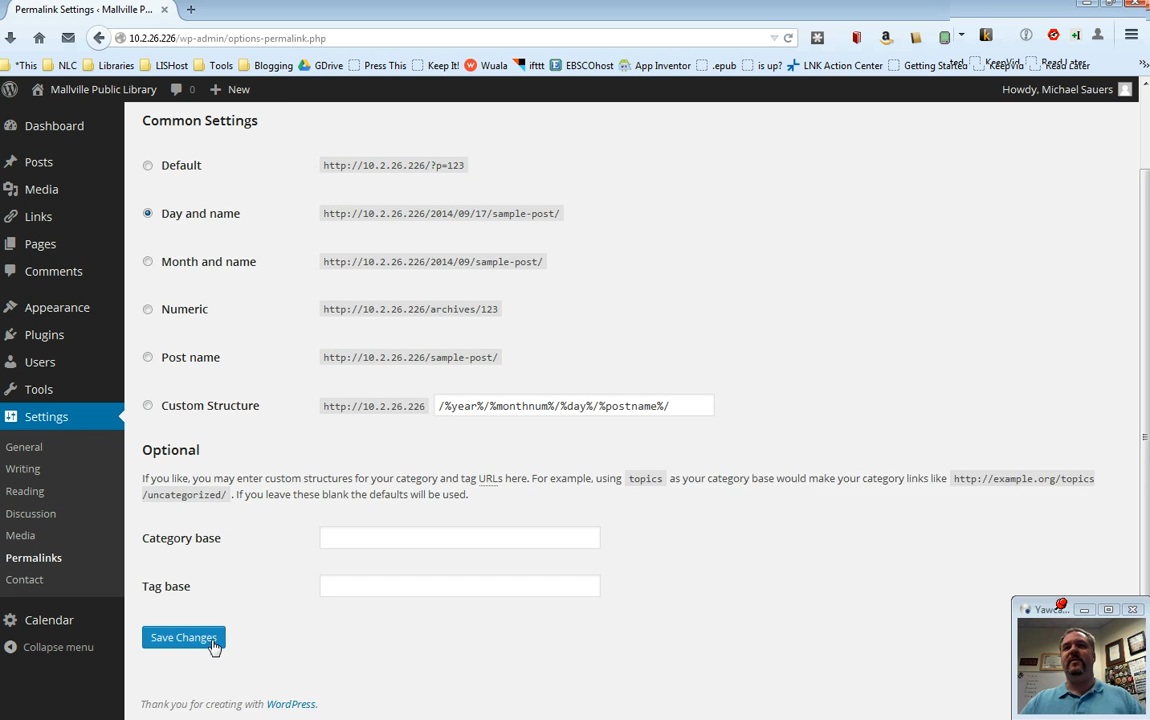 Permalink Settings ‹ Mallville P...
10.2.26.226/wp-admin/options-permalink.php
*This NLC Libraries LISHost Tools Blogging GDrive Press This Keep It! Wuala ifttt EBSCOhost App Inventor .epub is up? LNK Action Center Getting Started KeepVid Read Later
Mallville Public Library 0 New Howdy, Michael Sauers
Dashboard
Posts
Media
Links
Pages
Comments
Appearance
Plugins
Users
Tools
Settings
General
Writing
Reading
Discussion
Media
Permalinks
Contact
Calendar
Collapse menu
Common Settings
Default http://10.2.26.226/?p=123
Day and name http://10.2.26.226/2014/09/17/sample-post/
Month and name http://10.2.26.226/2014/09/sample-post/
Numeric http://10.2.26.226/archives/123
Post name http://10.2.26.226/sample-post/
Custom Structure http://10.2.26.226 /%year%/%monthnum%/%day%/%postname%/
Optional
If you like, you may enter custom structures for your category and tag URLs here. For example, using topics as your category base would make your category links like http://example.org/topics
/uncategorized/ . If you leave these blank the defaults will be used.
Category base
Tag base
Save Changes
Thank you for creating with WordPress.
Yawca...